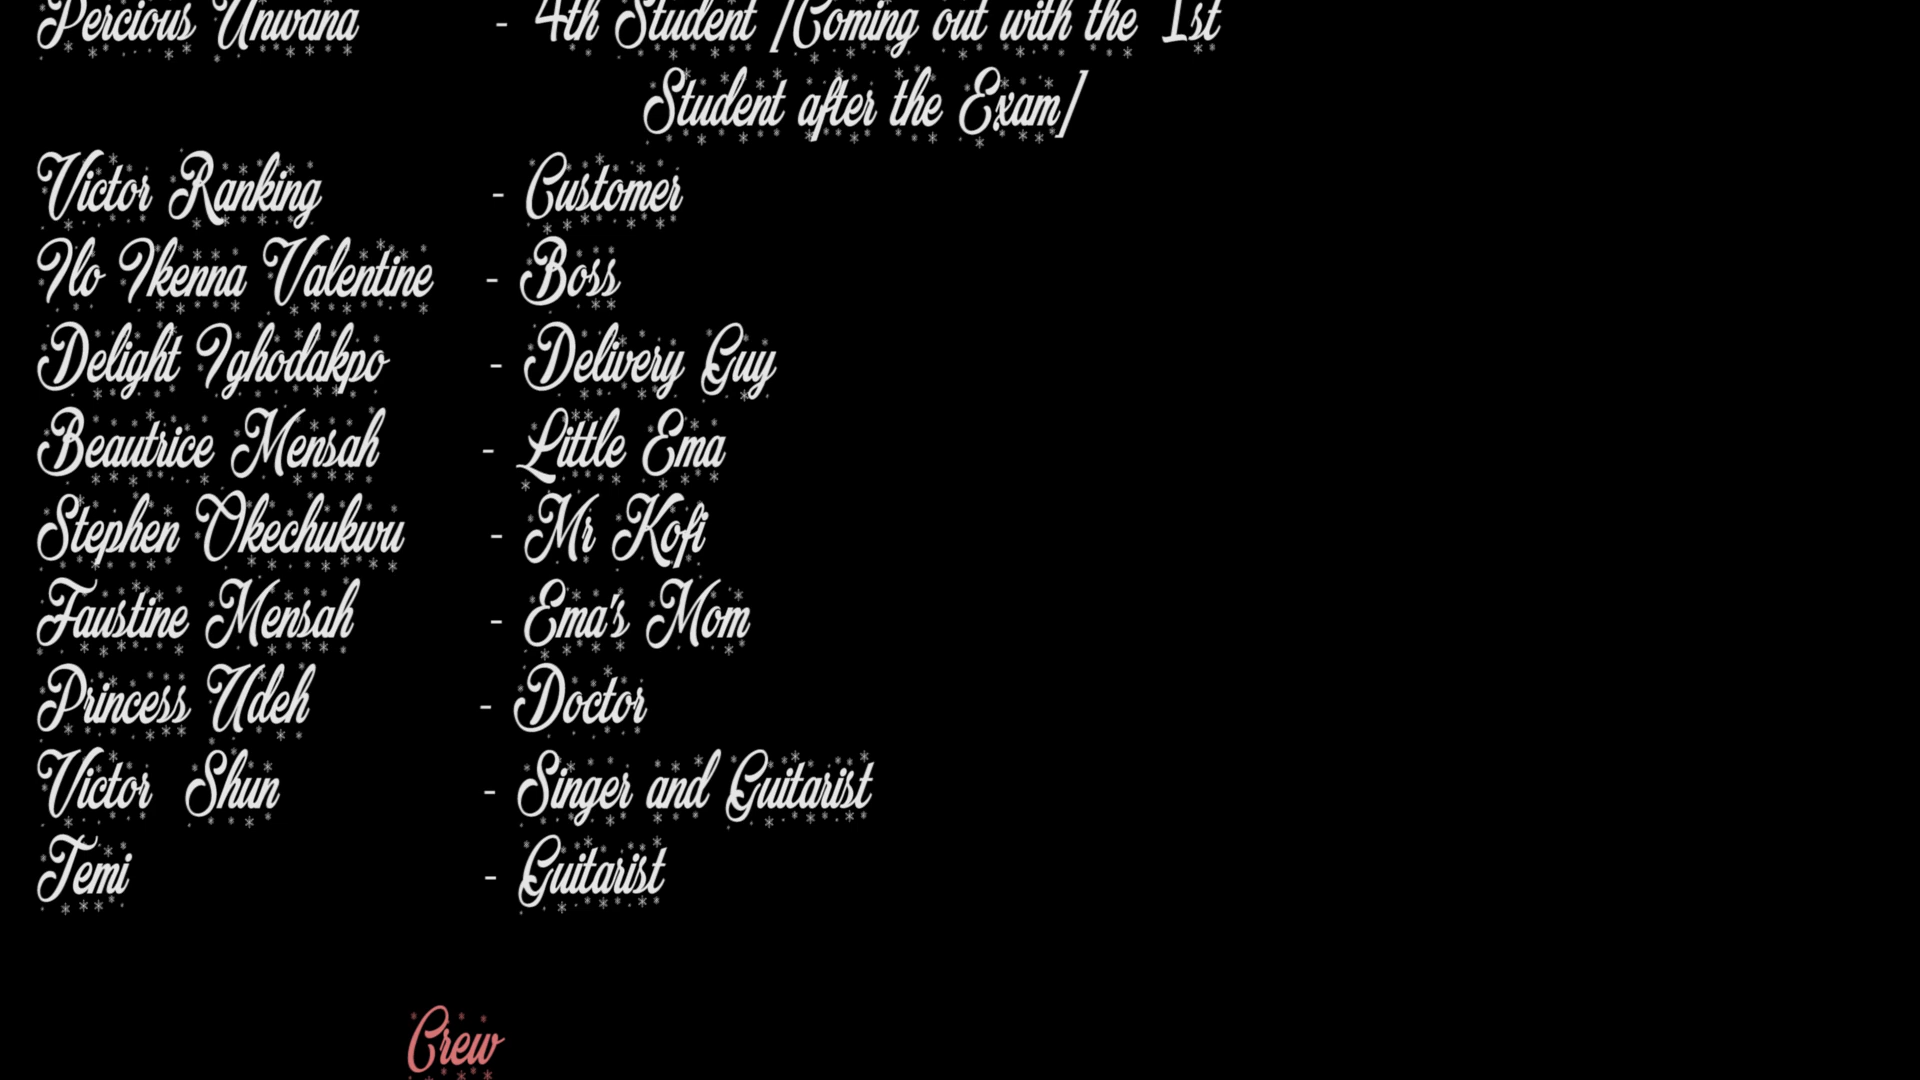 Percious Unwana - 4th Student [Coming out with the 1st
Student after the Exam]
Victor Ranking - Customer
Ilo Ikenna Valentine - Boss
Delight Ighodakpo - Delivery Guy
Beautrice Mensah - Little Ema
Stephen Okechukwu - Mr Kofi
Faustine Mensah - Ema's Mom
Princess Udeh - Doctor
Victor Shun - Singer and Guitarist
Temi - Guitarist
Crew